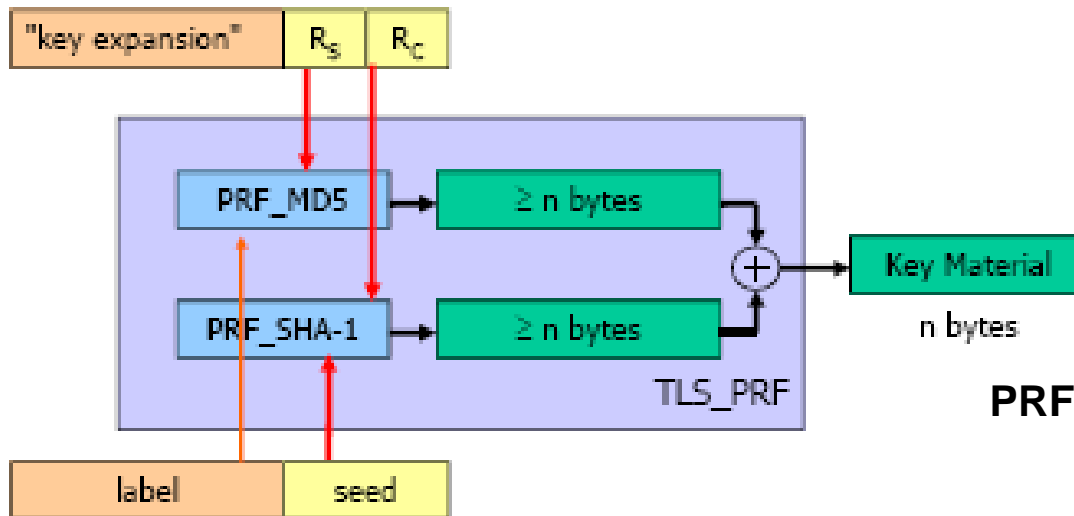 "key expansion" R_S R_C
PRF_MD5 ≥ n bytes
Key Material
PRF_SHA-1 ≥ n bytes
n bytes
TLS_PRF
PRF
label seed